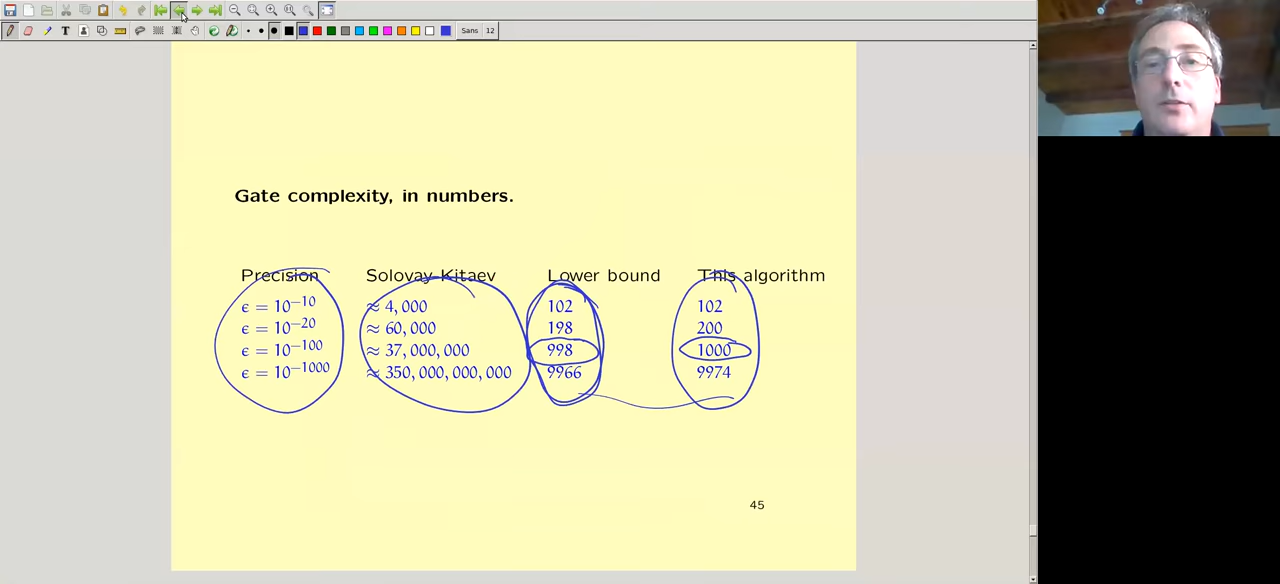 T Sans 12
Gate complexity, in numbers.
Precision Solovay-Kitaev Lower bound This algorithm
ϵ = 10⁻¹⁰ ≈ 4,000 102 102
ϵ = 10⁻²⁰ ≈ 60,000 198 200
ϵ = 10⁻¹⁰⁰ ≈ 37,000,000 998 1000
ϵ = 10⁻¹⁰⁰⁰ ≈ 350,000,000,000 9966 9974
45